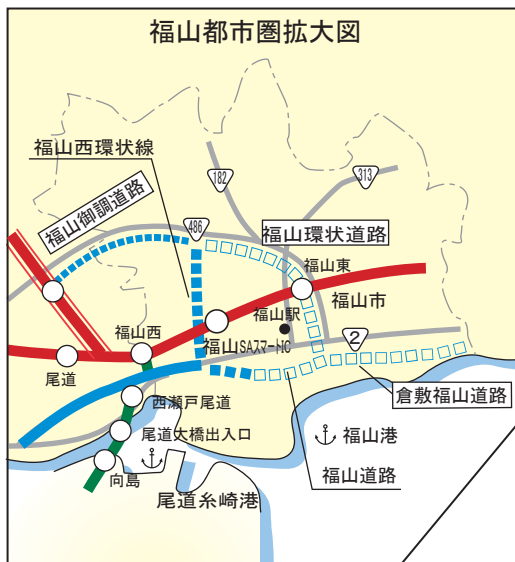 福山都市圏拡大図
福山西環状線
182
313
福山御調道路
486
福山環状道路
福山東
福山市
福山駅
福山西
福山SAスマートIC
2
尾道
倉敷福山道路
西瀬戸尾道
尾道大橋出入口
福山港
向島
福山道路
尾道糸崎港